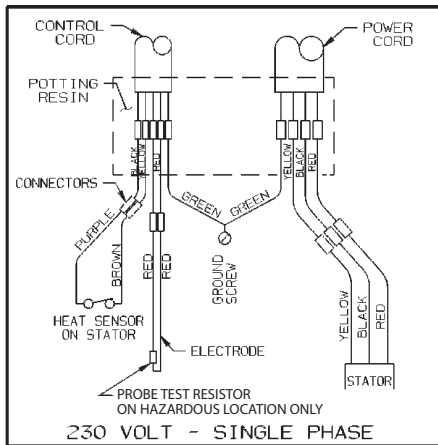 CONTROL
CORD
POWER
CORD
POTTING
RESIN
BLACK
YELLOW
RED
YELLOW
BLACK
RED
CONNECTORS
GREEN
GREEN
PURPLE
BROWN
RED
RED
GROUND
SCREW
HEAT SENSOR
ON STATOR
YELLOW
BLACK
RED
ELECTRODE
STATOR
PROBE TEST RESISTOR
ON HAZARDOUS LOCATION ONLY
230 VOLT - SINGLE PHASE